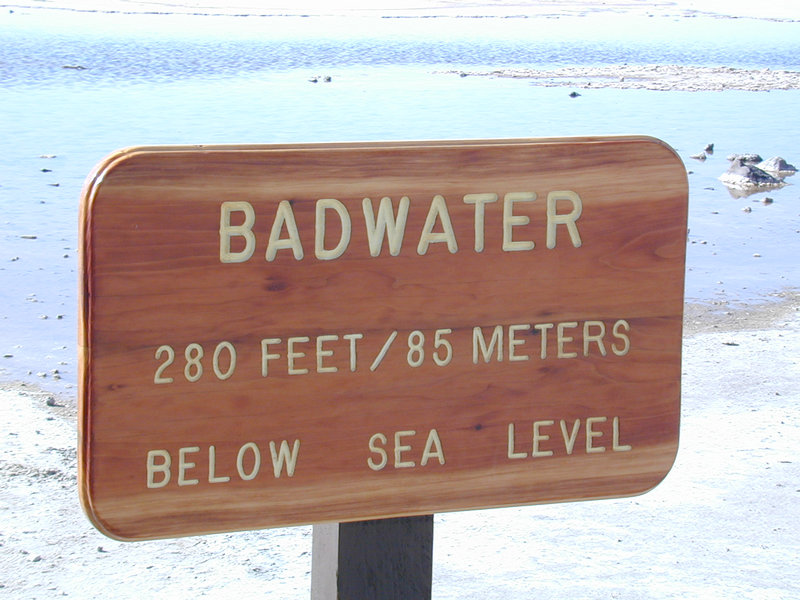 BADWATER
280 FEET/85 METERS
BELOW SEA LEVEL